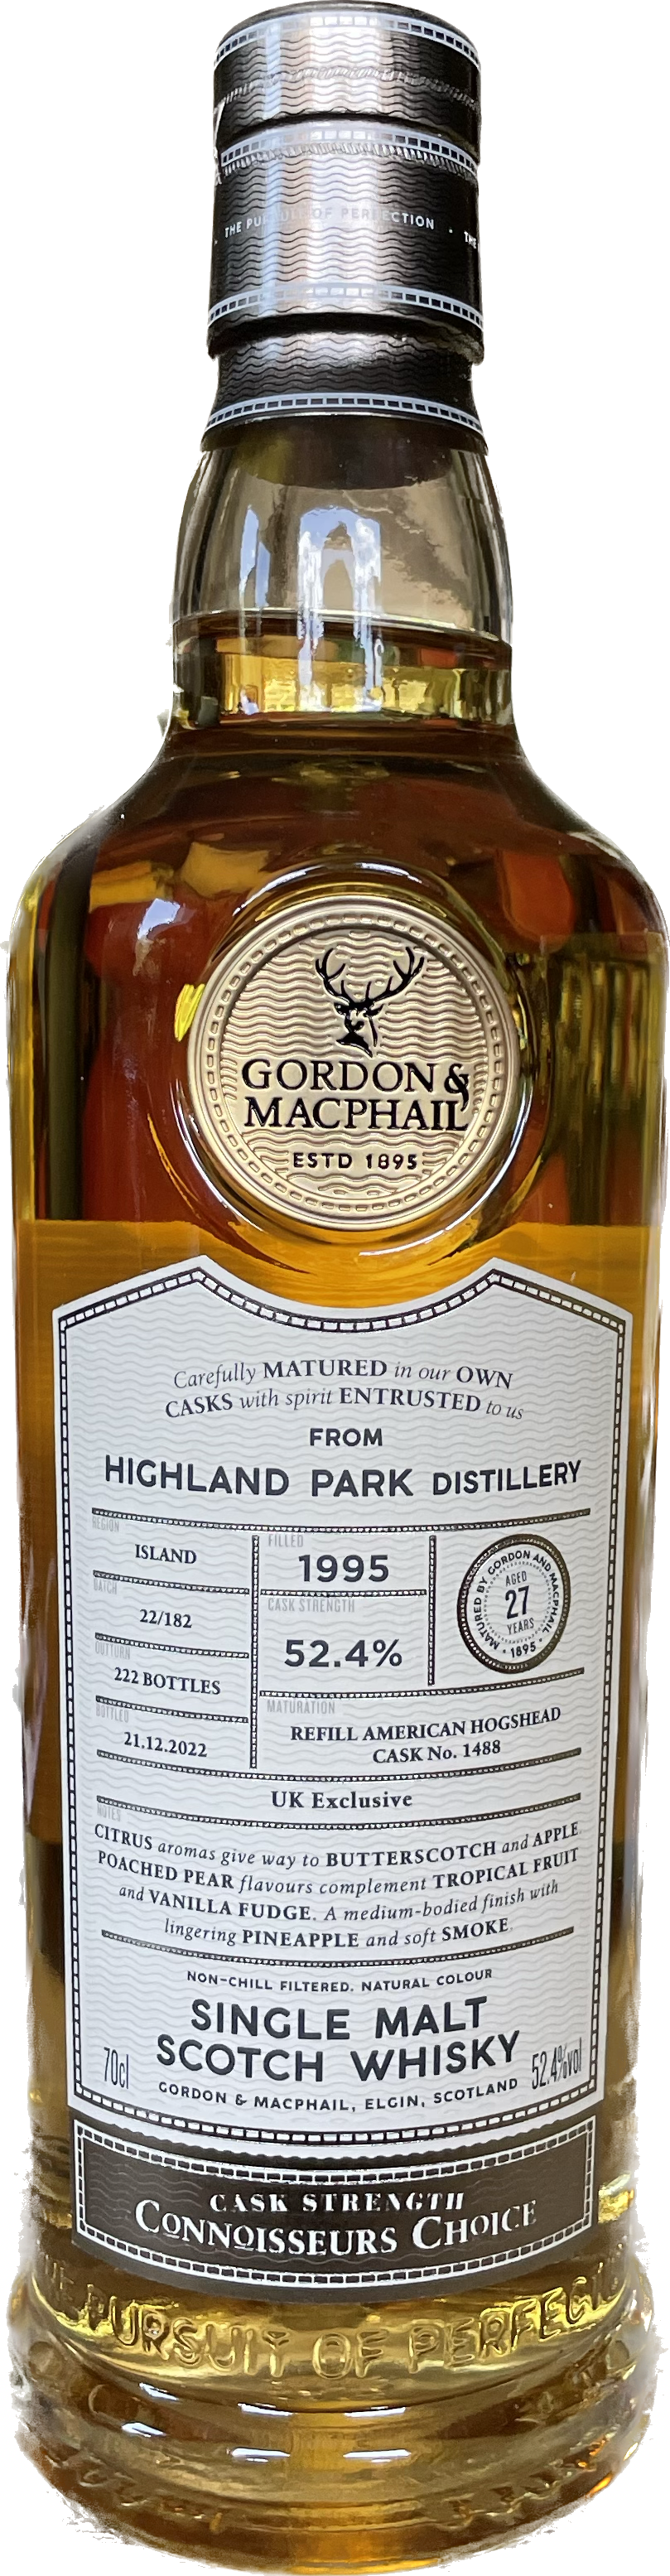 THE PURSUIT OF PERFECTION · THE
GORDON &
MACPHAIL
ESTD 1895
Carefully MATURED in our OWN
CASKS with spirit ENTRUSTED to us
FROM
HIGHLAND PARK DISTILLERY
REGION
ISLAND
BATCH
22/182
OUTTURN
222 BOTTLES
BOTTLED
21.12.2022
FILLED
1995
CASK STRENGTH
52.4%
MATURED BY GORDON AND MACPHAIL
AGED
27
YEARS
· 1895 ·
MATURATION
REFILL AMERICAN HOGSHEAD
CASK No. 1488
UK Exclusive
NOTES
CITRUS aromas give way to BUTTERSCOTCH and APPLE.
POACHED PEAR flavours complement TROPICAL FRUIT
and VANILLA FUDGE. A medium-bodied finish with
lingering PINEAPPLE and soft SMOKE.
NON-CHILL FILTERED. NATURAL COLOUR
SINGLE MALT
SCOTCH WHISKY
70cl
52.4%vol
GORDON & MACPHAIL, ELGIN, SCOTLAND
CASK STRENGTH
CONNOISSEURS CHOICE
PURSUIT OF PERFECTIO